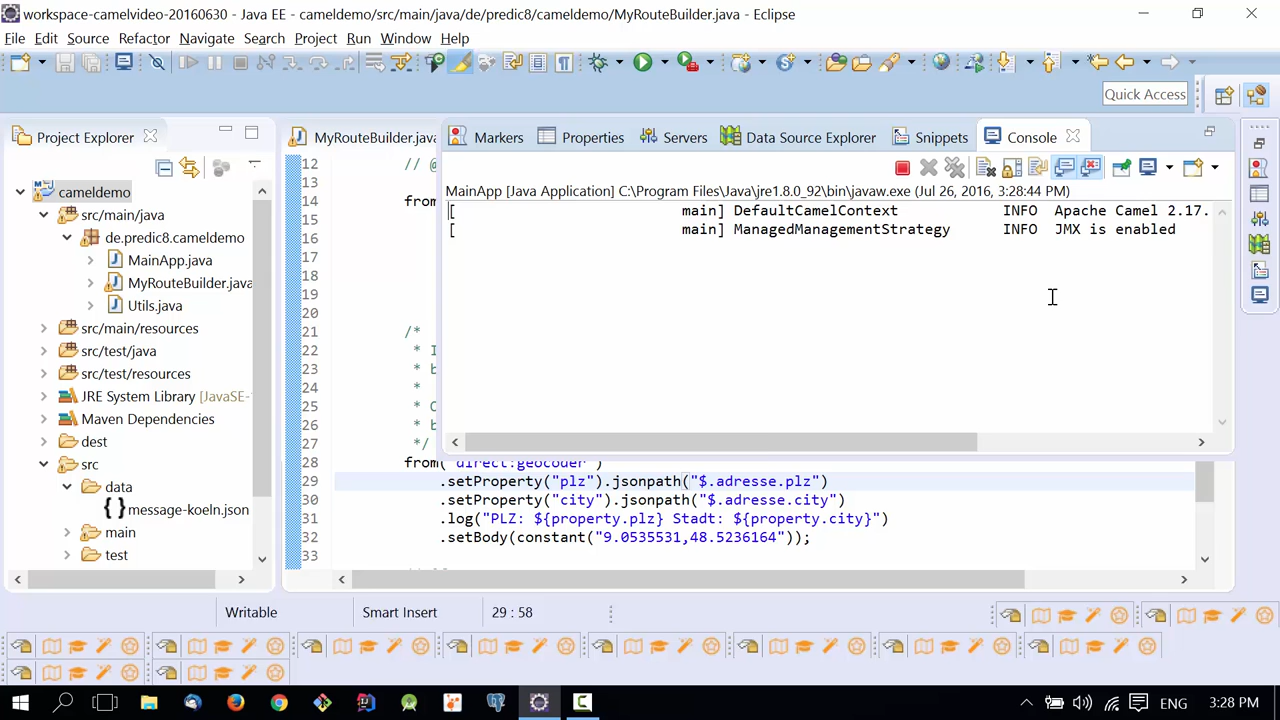 workspace-camelvideo-20160630 - Java EE - cameldemo/src/main/java/de/predic8/cameldemo/MyRouteBuilder.java - Eclipse
File Edit Source Refactor Navigate Search Project Run Window Help
Quick Access
Project Explorer
MyRouteBuilder.java
Markers Properties Servers Data Source Explorer Snippets Console
MainApp [Java Application] C:\Program Files\Java\jre1.8.0_92\bin\javaw.exe (Jul 26, 2016, 3:28:44 PM)
[ main] DefaultCamelContext INFO Apache Camel 2.17.
[ main] ManagedManagementStrategy INFO JMX is enabled
cameldemo
src/main/java
de.predic8.cameldemo
MainApp.java
MyRouteBuilder.java
Utils.java
src/main/resources
src/test/java
src/test/resources
JRE System Library [JavaSE-
Maven Dependencies
dest
src
data
message-koeln.json
main
test
12 // @
13
14 from
15
16
17
18
19
20
21 /*
22 * I
23 * b
24 *
25 * O
26 * b
27 */
28 from("direct:geocoder")
29 .setProperty("plz").jsonpath("$.adresse.plz")
30 .setProperty("city").jsonpath("$.adresse.city")
31 .log("PLZ: ${property.plz} Stadt: ${property.city}")
32 .setBody(constant("9.0535531,48.5236164"));
33
Writable Smart Insert 29 : 58
ENG 3:28 PM